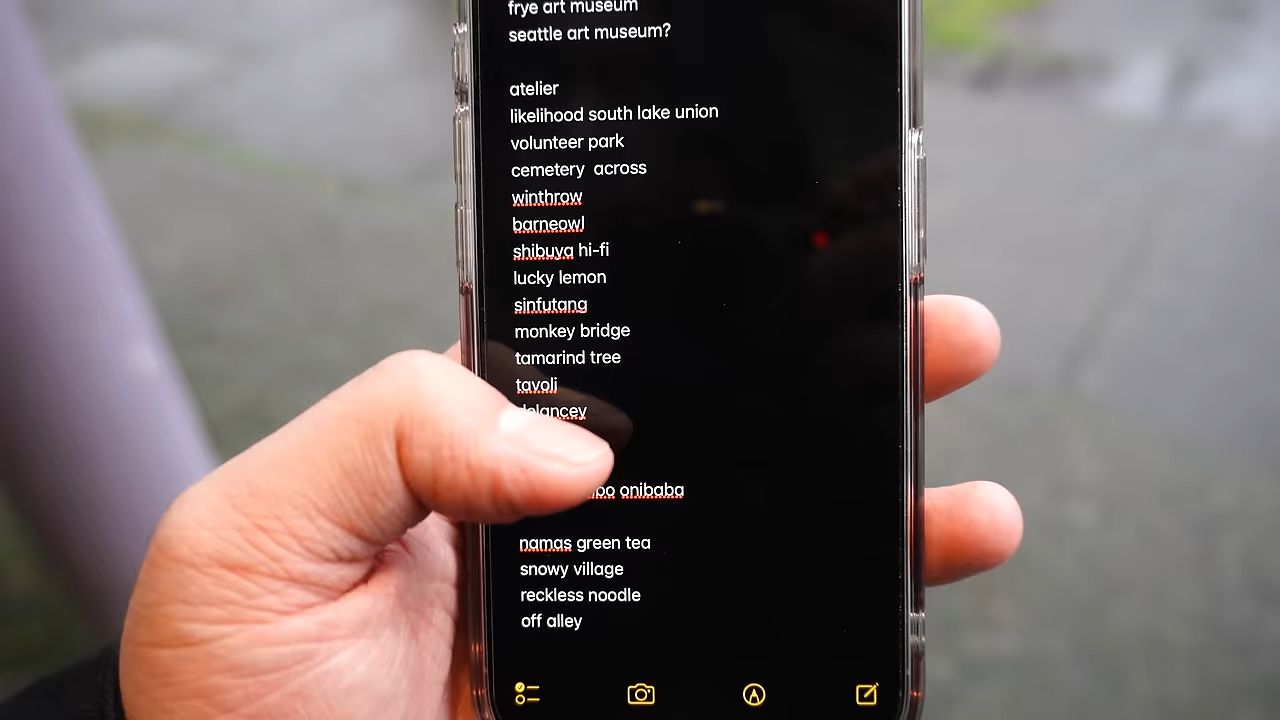 frye art museum
seattle art museum?
atelier
likelihood south lake union
volunteer park
cemetery across
winthrow
barneowl
shibuya hi-fi
lucky lemon
sinfutang
monkey bridge
tamarind tree
tavoli
delancey
onibaba
namas green tea
snowy village
reckless noodle
off alley